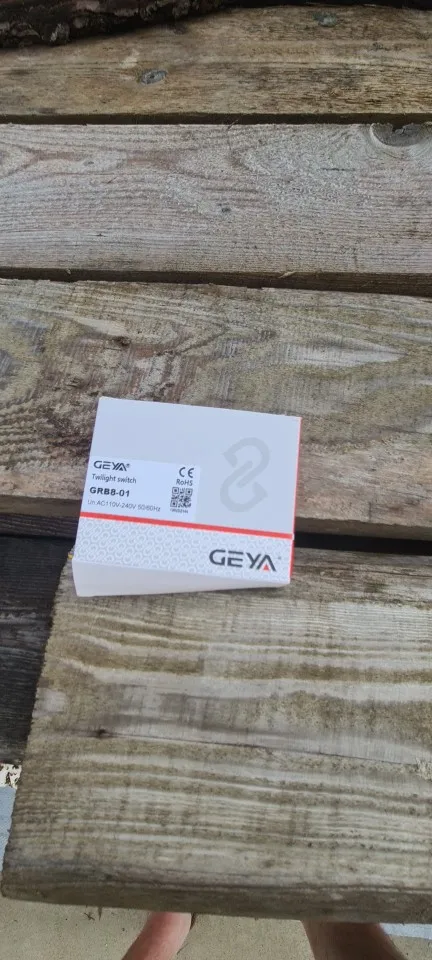 GEYA®
Twilight switch
GRB8-01
Un:AC110V-240V 50/60Hz
CE
RoHS
GEYA